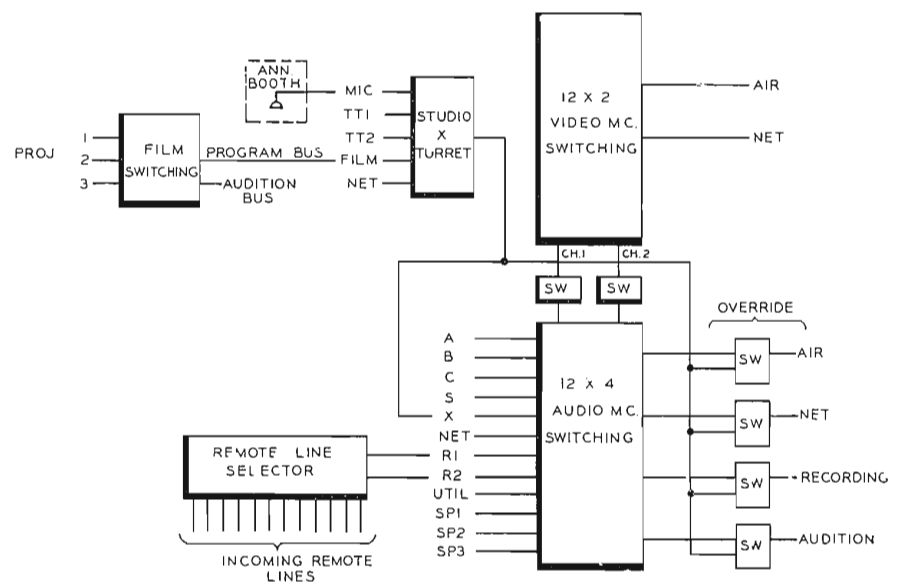 PROJ
1
2
3
FILM
SWITCHING
PROGRAM BUS
AUDITION
BUS
ANN.
BOOTH
MIC
TT1
TT2
FILM
NET
STUDIO
X
TURRET
12 X 2
VIDEO M.C.
SWITCHING
AIR
NET
CH.1
CH.2
SW
SW
OVERRIDE
A
B
C
S
X
NET
R1
R2
UTIL
SP1
SP2
SP3
12 X 4
AUDIO M.C.
SWITCHING
SW
AIR
SW
NET
SW
RECORDING
SW
AUDITION
REMOTE LINE
SELECTOR
INCOMING REMOTE
LINES